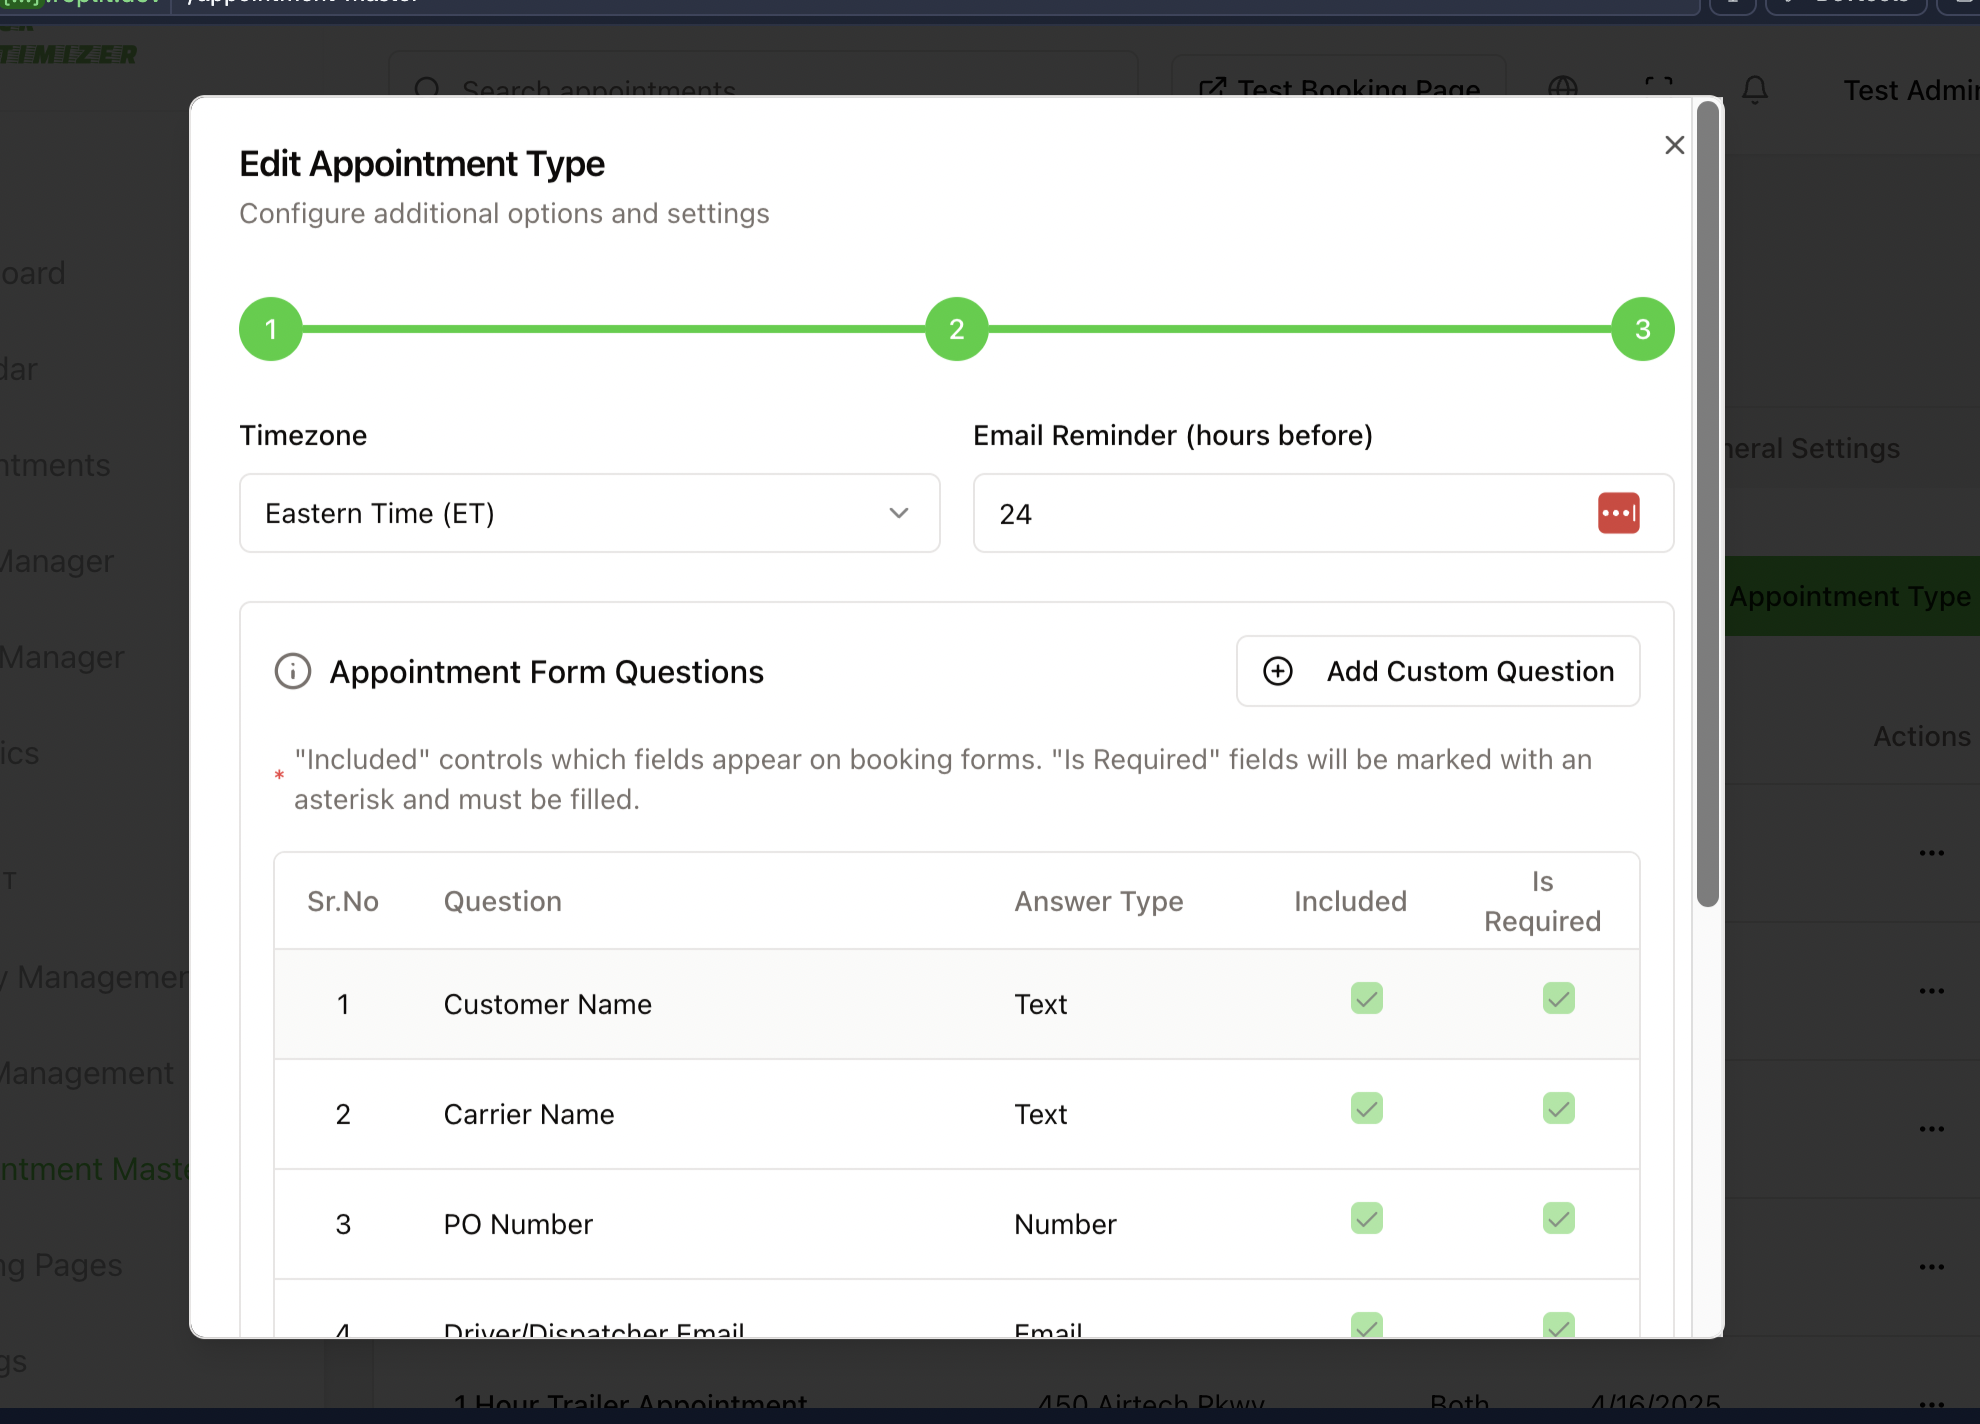 /appointment-master
TIMIZER
Search appointments
Test Booking Page
Test Admin
Edit Appointment Type
Configure additional options and settings
oard
1
2
3
dar
Timezone
Email Reminder (hours before)
neral Settings
ntments
Eastern Time (ET)
24
Manager
Appointment Type
Manager
Appointment Form Questions
Add Custom Question
ics
"Included" controls which fields appear on booking forms. "Is Required" fields will be marked with an
* asterisk and must be filled.
Actions
T
Sr.No Question Answer Type Included Is Required
y Managemen
1 Customer Name Text
Management
2 Carrier Name Text
ntment Maste
3 PO Number Number
ng Pages
4 Driver/Dispatcher Email Email
gs
1 Hour Trailer Appointment 450 Airtech Pkwy Both 4/16/2025